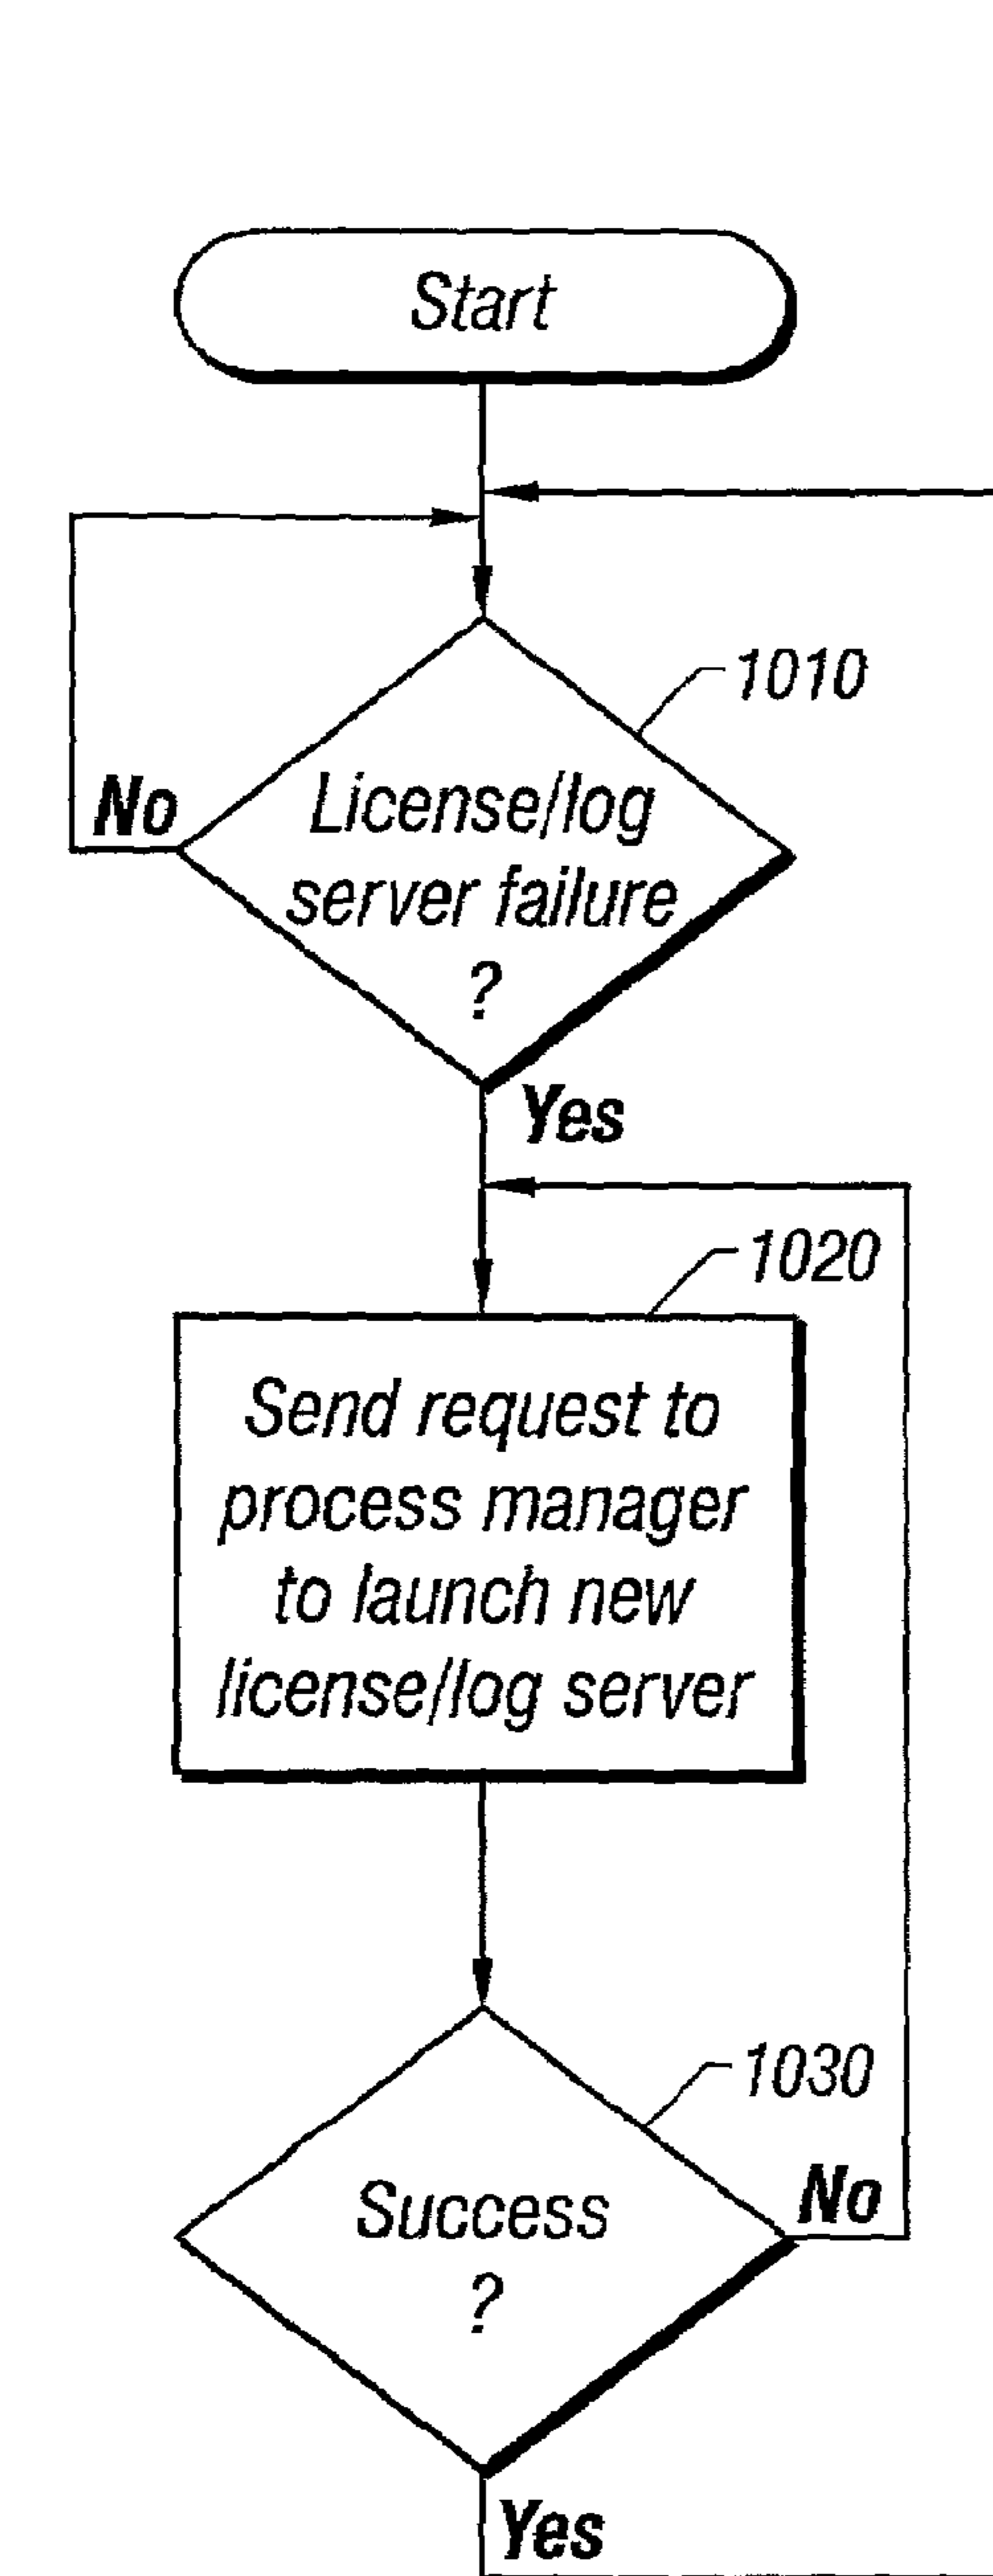 Start
1010
No
License/log
server failure
?
Yes
1020
Send request to
process manager
to launch new
license/log server
1030
No
Success
?
Yes